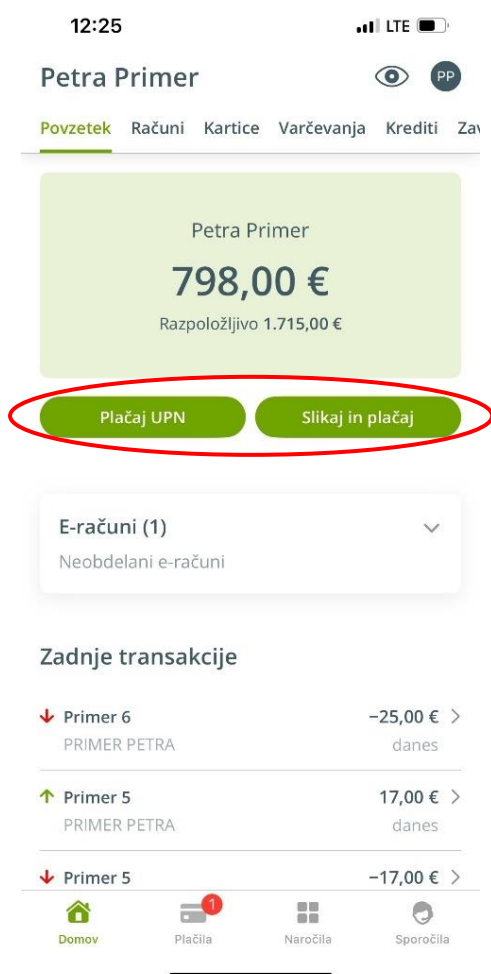 12:25 LTE
Petra Primer PP
Povzetek Računi Kartice Varčevanja Krediti Zav
Petra Primer
798,00 €
Razpoložljivo 1.715,00 €
Plačaj UPN Slikaj in plačaj
E-računi (1)
Neobdelani e-računi
Zadnje transakcije
Primer 6 −25,00 €
PRIMER PETRA danes
Primer 5 17,00 €
PRIMER PETRA danes
Primer 5 −17,00 €
1
Domov Plačila Naročila Sporočila